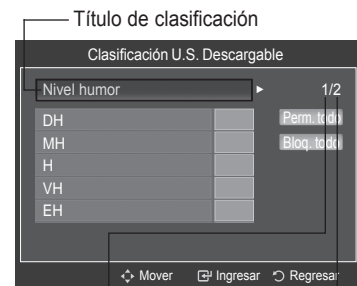 Título de clasificación
Clasificación U.S. Descargable
Nivel humor ► 1/2
DH Perm. todo
MH Bloq. todo
H
VH
EH
Mover Ingresar Regresar